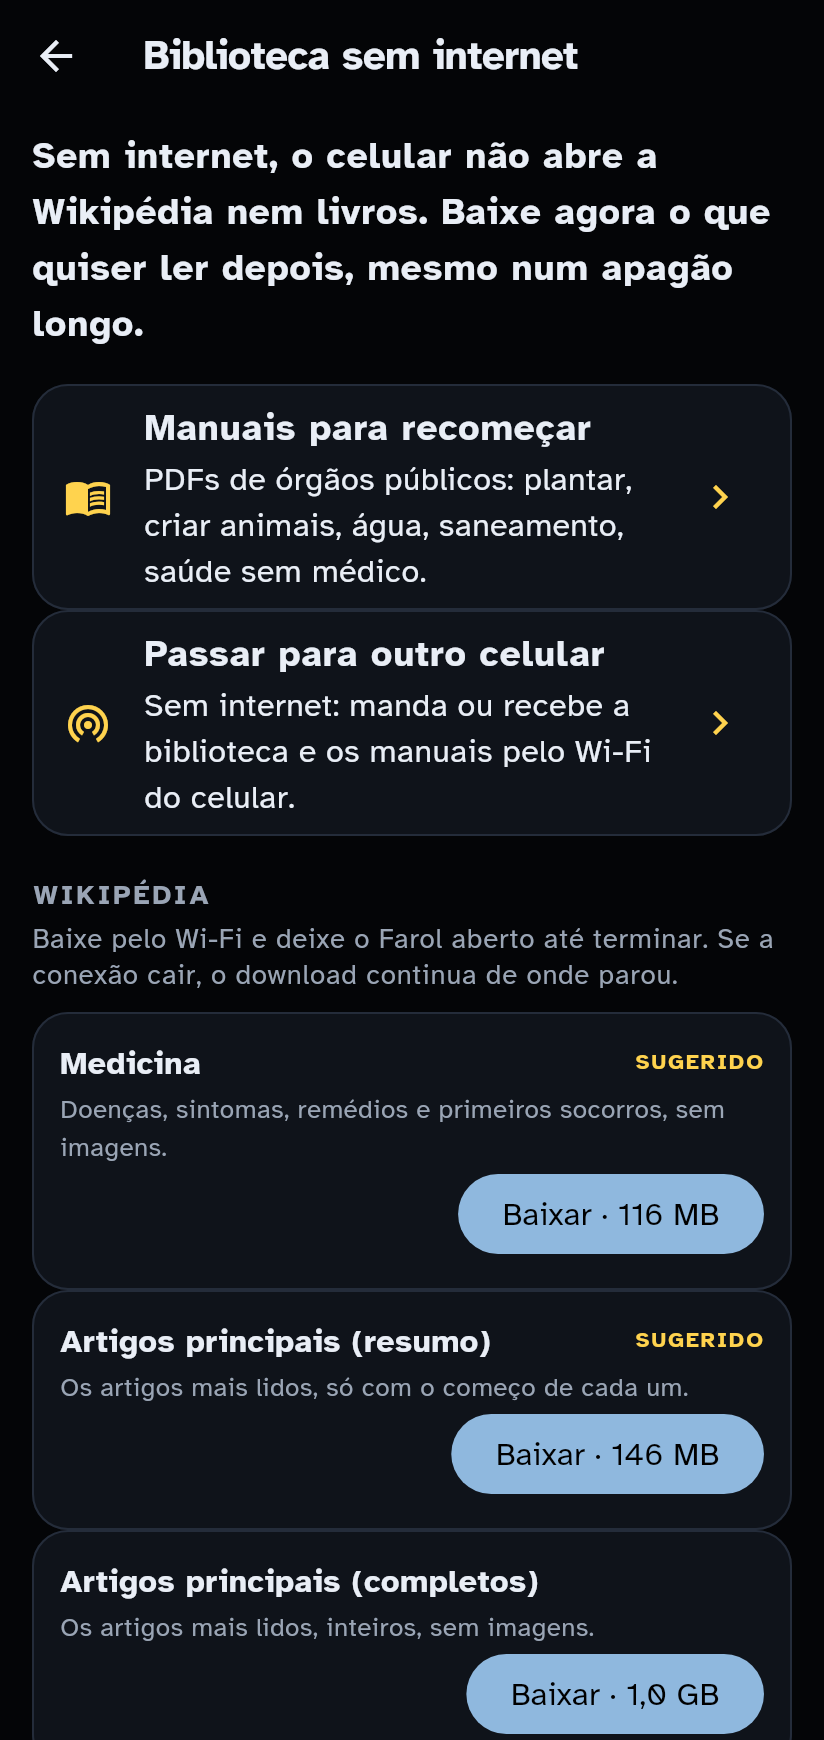 Biblioteca sem internet
Sem internet, o celular não abre a
Wikipédia nem livros. Baixe agora o que
quiser ler depois, mesmo num apagão
longo.
Manuais para recomeçar
PDFs de órgãos públicos: plantar,
criar animais, água, saneamento,
saúde sem médico.
Passar para outro celular
Sem internet: manda ou recebe a
biblioteca e os manuais pelo Wi-Fi
do celular.
WIKIPÉDIA
Baixe pelo Wi-Fi e deixe o Farol aberto até terminar. Se a
conexão cair, o download continua de onde parou.
Medicina
SUGERIDO
Doenças, sintomas, remédios e primeiros socorros, sem
imagens.
Baixar · 116 MB
Artigos principais (resumo)
SUGERIDO
Os artigos mais lidos, só com o começo de cada um.
Baixar · 146 MB
Artigos principais (completos)
Os artigos mais lidos, inteiros, sem imagens.
Baixar · 1,0 GB